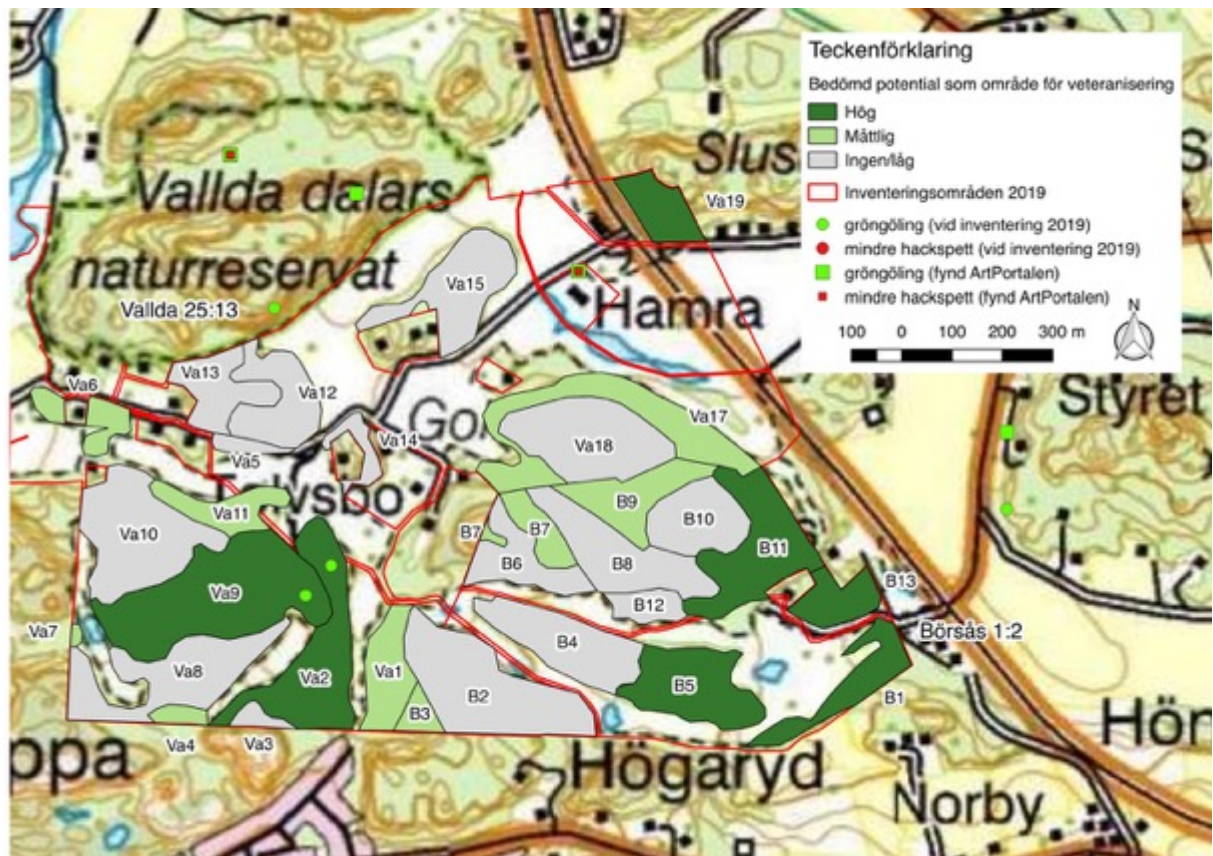 Teckenförklaring
Bedömd potential som område för veteranisering
Hög
Måttlig
Ingen/låg
Inventeringsområden 2019
gröngöling (vid inventering 2019)
mindre hackspett (vid inventering 2019)
gröngöling (fynd ArtPortalen)
mindre hackspett (fynd ArtPortalen)
100 0 100 200 300 m
N
Vallda dalars
naturreservat
Vallda 25:13
Slus
Va19
Hamra
Va15
Va13
Va12
Va6
Va5
Va14
Va17
Va18
Styret
Va11
Va10
B9
B10
B7
B7
B6
B8
B11
Va9
B12
B13
Börsås 1:2
Va7
Va8
Va2
Va1
B4
B2
B5
B3
B1
Va4
Va3
ppa
Högaryd
Hön
Norby